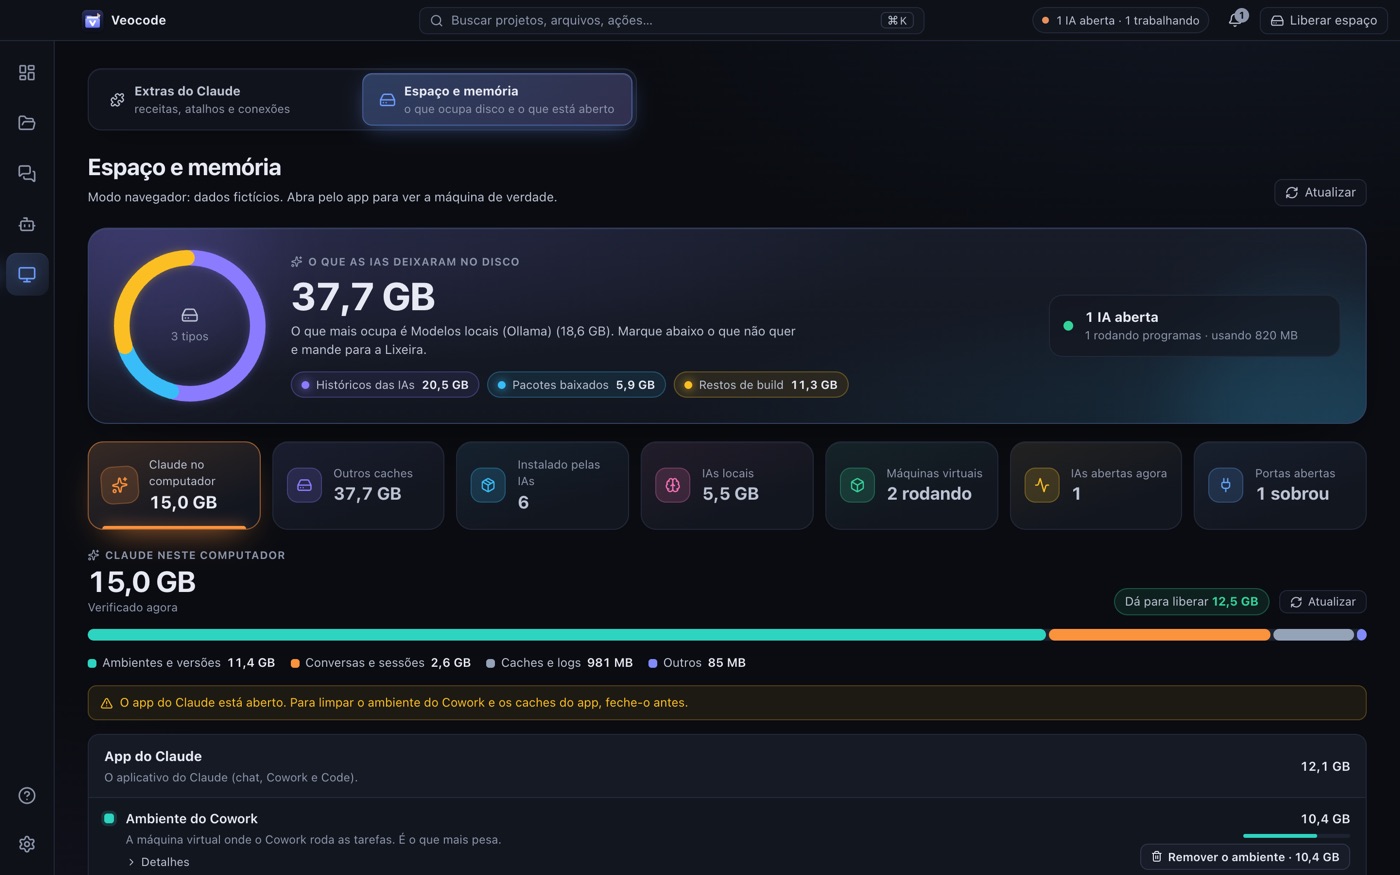 Veocode
Buscar projetos, arquivos, ações...
⌘K
1 IA aberta · 1 trabalhando
1
Liberar espaço
Extras do Claude
receitas, atalhos e conexões
Espaço e memória
o que ocupa disco e o que está aberto
Espaço e memória
Modo navegador: dados fictícios. Abra pelo app para ver a máquina de verdade.
Atualizar
3 tipos
O QUE AS IAS DEIXARAM NO DISCO
37,7 GB
O que mais ocupa é Modelos locais (Ollama) (18,6 GB). Marque abaixo o que não quer
e mande para a Lixeira.
Históricos das IAs 20,5 GB
Pacotes baixados 5,9 GB
Restos de build 11,3 GB
1 IA aberta
1 rodando programas · usando 820 MB
Claude no
computador
15,0 GB
Outros caches
37,7 GB
Instalado pelas
IAs
6
IAs locais
5,5 GB
Máquinas virtuais
2 rodando
IAs abertas agora
1
Portas abertas
1 sobrou
CLAUDE NESTE COMPUTADOR
15,0 GB
Verificado agora
Dá para liberar 12,5 GB
Atualizar
Ambientes e versões 11,4 GB
Conversas e sessões 2,6 GB
Caches e logs 981 MB
Outros 85 MB
O app do Claude está aberto. Para limpar o ambiente do Cowork e os caches do app, feche-o antes.
App do Claude
O aplicativo do Claude (chat, Cowork e Code).
12,1 GB
Ambiente do Cowork
A máquina virtual onde o Cowork roda as tarefas. É o que mais pesa.
10,4 GB
Detalhes
Remover o ambiente · 10,4 GB